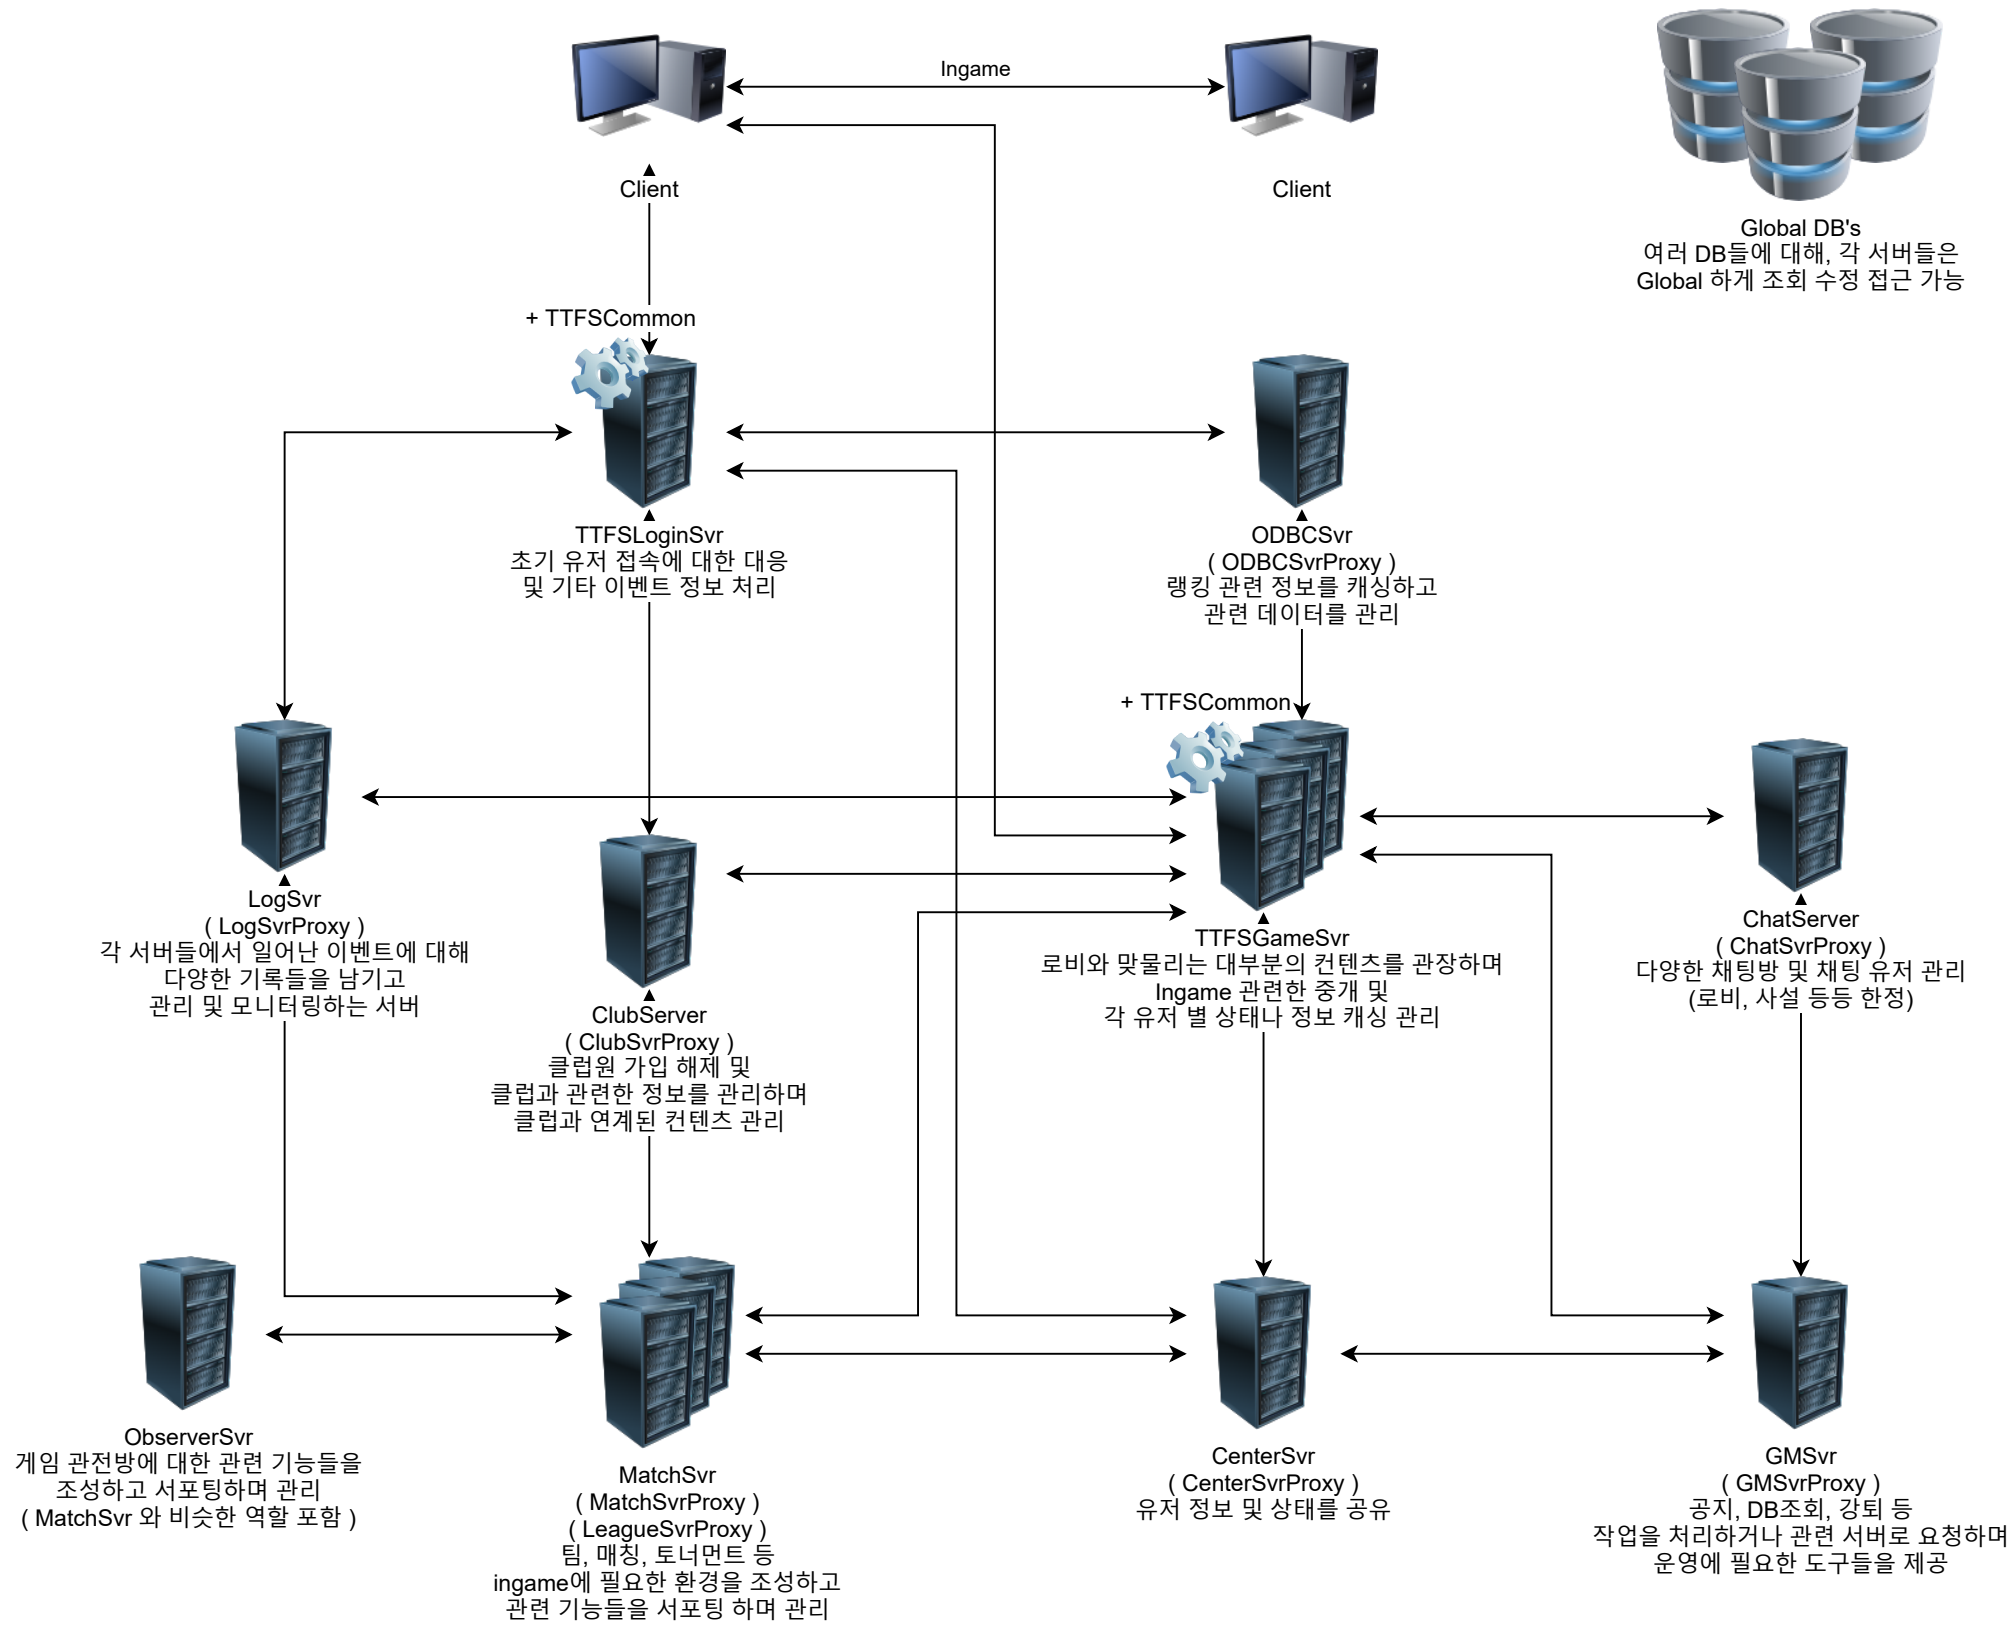 Ingame
Client
Client
Global DB's
여러 DB들에 대해, 각 서버들은
Global 하게 조회 수정 접근 가능
+ TTFSCommon
TTFSLoginSvr
초기 유저 접속에 대한 대응
및 기타 이벤트 정보 처리
ODBCSvr
( ODBCSvrProxy )
랭킹 관련 정보를 캐싱하고
관련 데이터를 관리
+ TTFSCommon
LogSvr
( LogSvrProxy )
각 서버들에서 일어난 이벤트에 대해
다양한 기록들을 남기고
관리 및 모니터링하는 서버
ClubServer
( ClubSvrProxy )
클럽원 가입 해제 및
클럽과 관련한 정보를 관리하며
클럽과 연계된 컨텐츠 관리
TTFSGameSvr
로비와 맞물리는 대부분의 컨텐츠를 관장하며
Ingame 관련한 중개 및
각 유저 별 상태나 정보 캐싱 관리
ChatServer
( ChatSvrProxy )
다양한 채팅방 및 채팅 유저 관리
(로비, 사설 등등 한정)
ObserverSvr
게임 관전방에 대한 관련 기능들을
조성하고 서포팅하며 관리
( MatchSvr 와 비슷한 역할 포함 )
MatchSvr
( MatchSvrProxy )
( LeagueSvrProxy )
팀, 매칭, 토너먼트 등
ingame에 필요한 환경을 조성하고
관련 기능들을 서포팅 하며 관리
CenterSvr
( CenterSvrProxy )
유저 정보 및 상태를 공유
GMSvr
( GMSvrProxy )
공지, DB조회, 강퇴 등
작업을 처리하거나 관련 서버로 요청하며
운영에 필요한 도구들을 제공